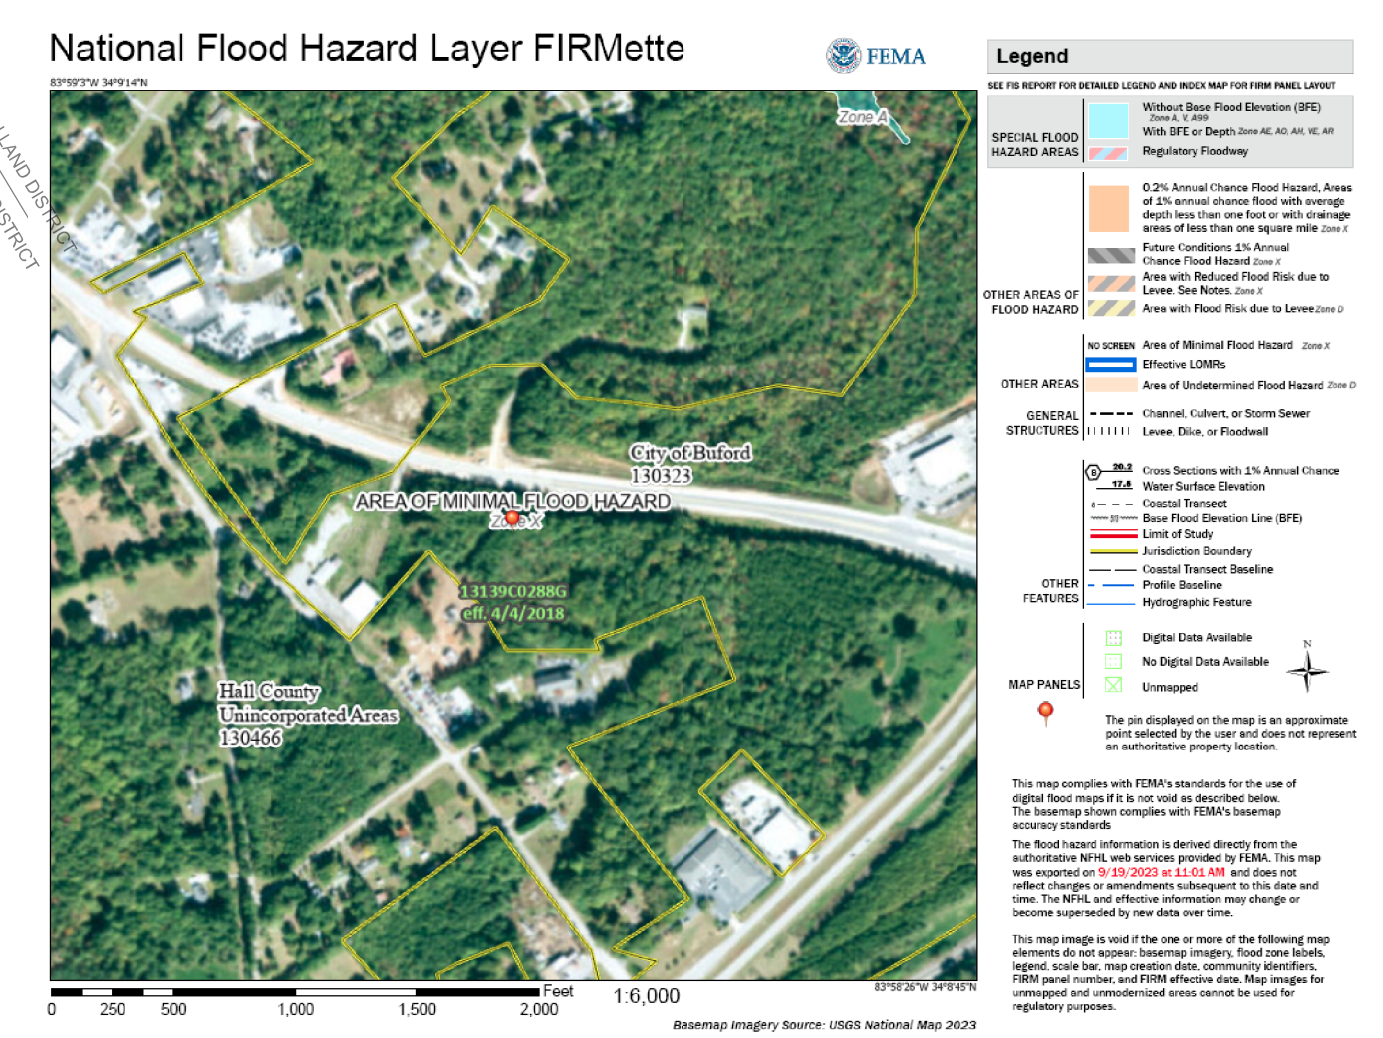 National Flood Hazard Layer FIRMette
FEMA
83°59'3"W 34°9'14"N
LLAND DISTRICT
DISTRICT
Zone A
City of Buford
130323
AREA OF MINIMAL FLOOD HAZARD
Zone X
13139C0288G
eff. 4/4/2018
Hall County
Unincorporated Areas
130466
83°58'26"W 34°8'45"N
Feet
1:6,000
0 250 500 1,000 1,500 2,000
Basemap Imagery Source: USGS National Map 2023
Legend
SEE FIS REPORT FOR DETAILED LEGEND AND INDEX MAP FOR FIRM PANEL LAYOUT
SPECIAL FLOOD
HAZARD AREAS
Without Base Flood Elevation (BFE)
Zone A, V, A99
With BFE or Depth Zone AE, AO, AH, VE, AR
Regulatory Floodway
0.2% Annual Chance Flood Hazard, Areas
of 1% annual chance flood with average
depth less than one foot or with drainage
areas of less than one square mile Zone X
Future Conditions 1% Annual
Chance Flood Hazard Zone X
Area with Reduced Flood Risk due to
Levee. See Notes. Zone X
Area with Flood Risk due to Levee Zone D
OTHER AREAS OF
FLOOD HAZARD
NO SCREEN Area of Minimal Flood Hazard Zone X
Effective LOMRs
Area of Undetermined Flood Hazard Zone D
OTHER AREAS
GENERAL
STRUCTURES
Channel, Culvert, or Storm Sewer
Levee, Dike, or Floodwall
B 20.2 Cross Sections with 1% Annual Chance
17.5 Water Surface Elevation
8 Coastal Transect
513 Base Flood Elevation Line (BFE)
Limit of Study
Jurisdiction Boundary
Coastal Transect Baseline
Profile Baseline
Hydrographic Feature
OTHER
FEATURES
Digital Data Available
No Digital Data Available
Unmapped
MAP PANELS
N
The pin displayed on the map is an approximate
point selected by the user and does not represent
an authoritative property location.
This map complies with FEMA's standards for the use of
digital flood maps if it is not void as described below.
The basemap shown complies with FEMA's basemap
accuracy standards
The flood hazard information is derived directly from the
authoritative NFHL web services provided by FEMA. This map
was exported on 9/19/2023 at 11:01 AM and does not
reflect changes or amendments subsequent to this date and
time. The NFHL and effective information may change or
become superseded by new data over time.
This map image is void if the one or more of the following map
elements do not appear: basemap imagery, flood zone labels,
legend, scale bar, map creation date, community identifiers,
FIRM panel number, and FIRM effective date. Map images for
unmapped and unmodernized areas cannot be used for
regulatory purposes.